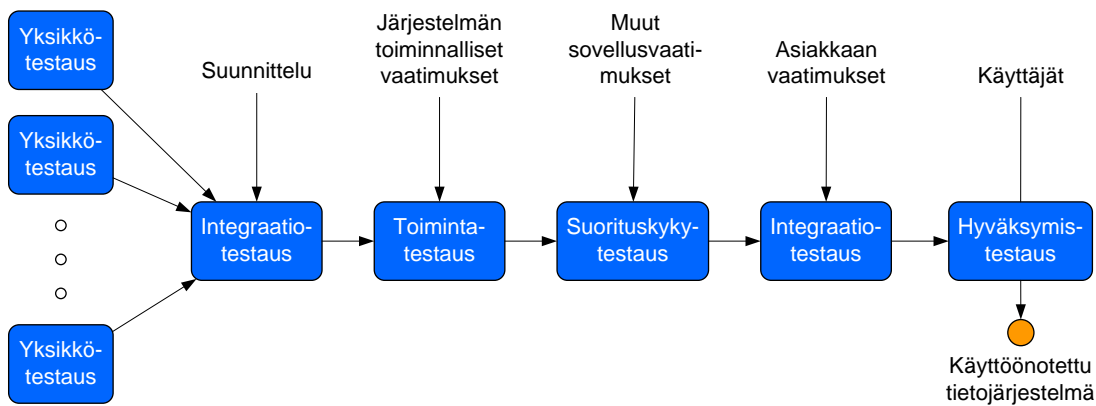 Yksikkö-
testaus
Yksikkö-
testaus
Yksikkö-
testaus
Suunnittelu
Integraatio-
testaus
Järjestelmän
toiminnalliset
vaatimukset
Toiminta-
testaus
Muut
sovellusvaati-
mukset
Suorituskyky-
testaus
Asiakkaan
vaatimukset
Integraatio-
testaus
Käyttäjät
Hyväksymis-
testaus
Käyttöönotettu
tietojärjestelmä